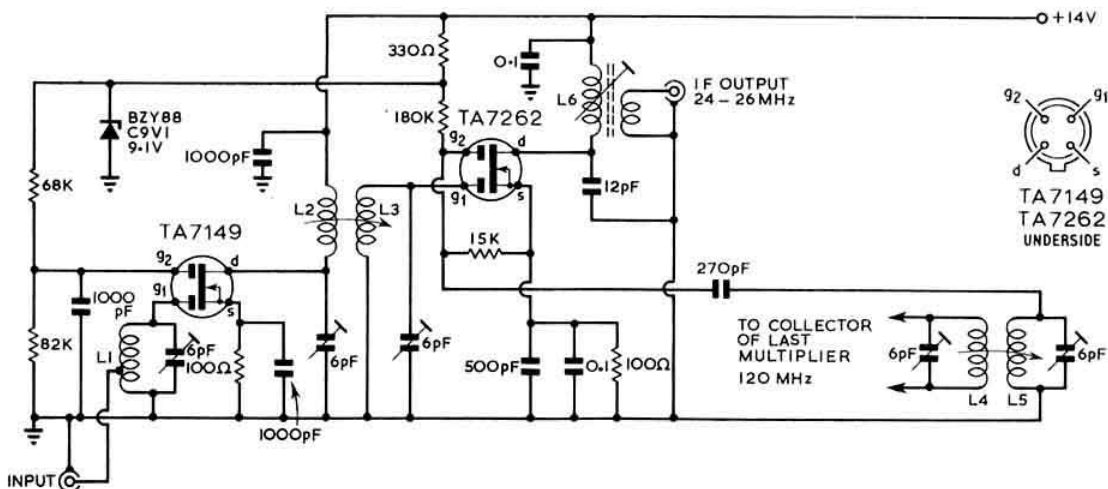 +14V
330Ω
0·1
IF OUTPUT
24–26MHz
L6
BZY88
C9V1
9·1V
180K
TA7262
1000pF
g2
d
g1
s
12pF
g2
g1
d
s
TA7149
TA7262
UNDERSIDE
68K
L2
L3
TA7149
g2
d
g1
s
15K
270pF
1000
pF
82K
L1
6pF
100Ω
6pF
6pF
500pF
0·1
100Ω
TO COLLECTOR
OF LAST
MULTIPLIER
120 MHz
6pF
6pF
L4
L5
1000pF
INPUT